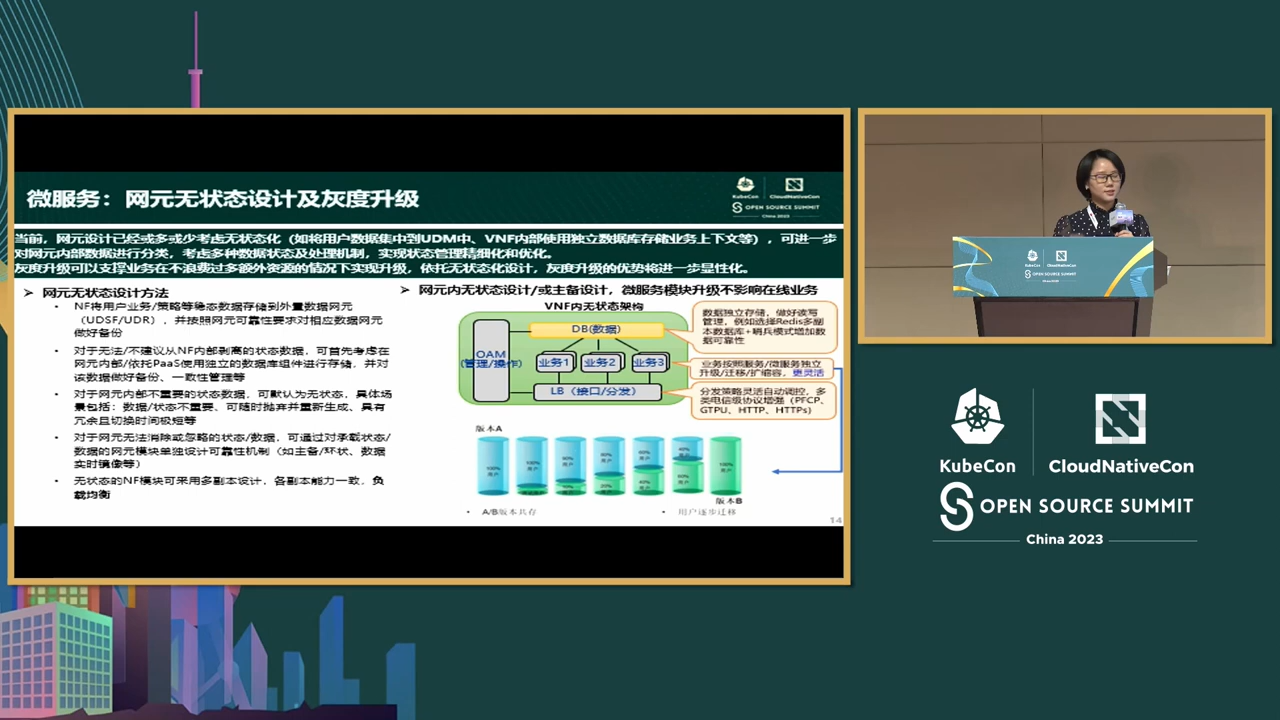 微服务：网元无状态设计及灰度升级
KubeCon
CloudNativeCon
OPEN SOURCE SUMMIT
China 2023
当前，网元设计已经或多或少考虑无状态化（如将用户数据集中到UDM中、VNF内部使用独立数据库存储业务上下文等），可进一步
对网元内部数据进行分类，考虑多种数据状态及处理机制，实现状态管理精细化和优化。
灰度升级可以支撑业务在不浪费过多额外资源的情况下实现升级，依托无状态化设计，灰度升级的优势将进一步显性化。
➢ 网元无状态设计方法
• NF将用户业务/策略等稳态数据存储到外置数据网元
（UDSF/UDR），并按照网元可靠性要求对相应数据网元
做好备份
• 对于无法/不建议从NF内部剥离的状态数据，可首先考虑在
网元内部/依托PaaS使用独立的数据库组件进行存储，并对
该数据做好备份、一致性管理等
• 对于网元内部不重要的状态数据，可默认为无状态，具体场
景包括：数据/状态不重要、可随时抛弃并重新生成、具有
冗余且切换时间极短等
• 对于网元无法消除或忽略的状态/数据，可通过对承载状态/
数据的网元模块单独设计可靠性机制（如主备/环状、数据
实时镜像等）
• 无状态的NF模块可采用多副本设计，各副本能力一致，负
载均衡
➢ 网元内无状态设计/或主备设计，微服务模块升级不影响在线业务
VNF内无状态架构
OAM
(管理/操作)
DB(数据)
业务1
业务2
业务3
LB（接口/分发）
数据独立存储，做好读写
管理，例如选择Redis多副
本数据库+哨兵模式增加数
据可靠性
业务按照服务/微服务独立
升级/迁移/扩缩容，更灵活
分发策略灵活自动调控，多
类电信级协议增强（PFCP、
GTPU、HTTP、HTTPs）
版本A
100%
用户
100%
用户
80%
用户
60%
用户
40%
用户
100%
用户
版本B
• A/B版本共存
• 用户逐步迁移
14
KubeCon
CloudNativeCon
OPEN SOURCE SUMMIT
China 2023